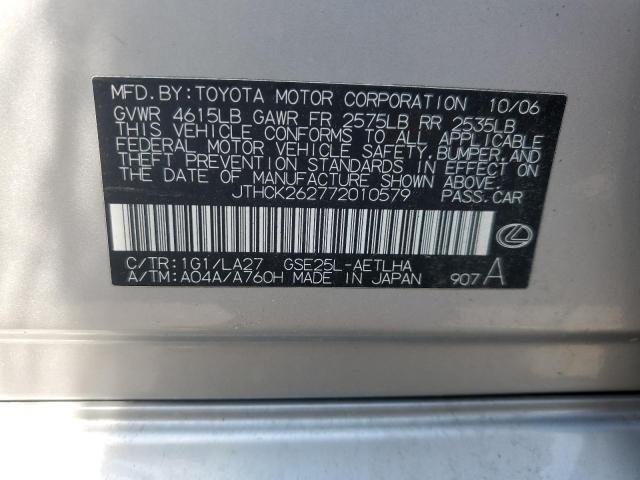 MFD. BY: TOYOTA MOTOR CORPORATION 10/06
GVWR 4615LB GAWR FR 2575LB RR 2535LB
THIS VEHICLE CONFORMS TO ALL APPLICABLE
FEDERAL MOTOR VEHICLE SAFETY, BUMPER, AND
THEFT PREVENTION STANDARDS IN EFFECT ON
THE DATE OF MANUFACTURE SHOWN ABOVE.
JTHCK262772010579 PASS.CAR
C/TR: 1G1/LA27 GSE25L-AETLHA
A/TM: A04A/A760H MADE IN JAPAN 907 A